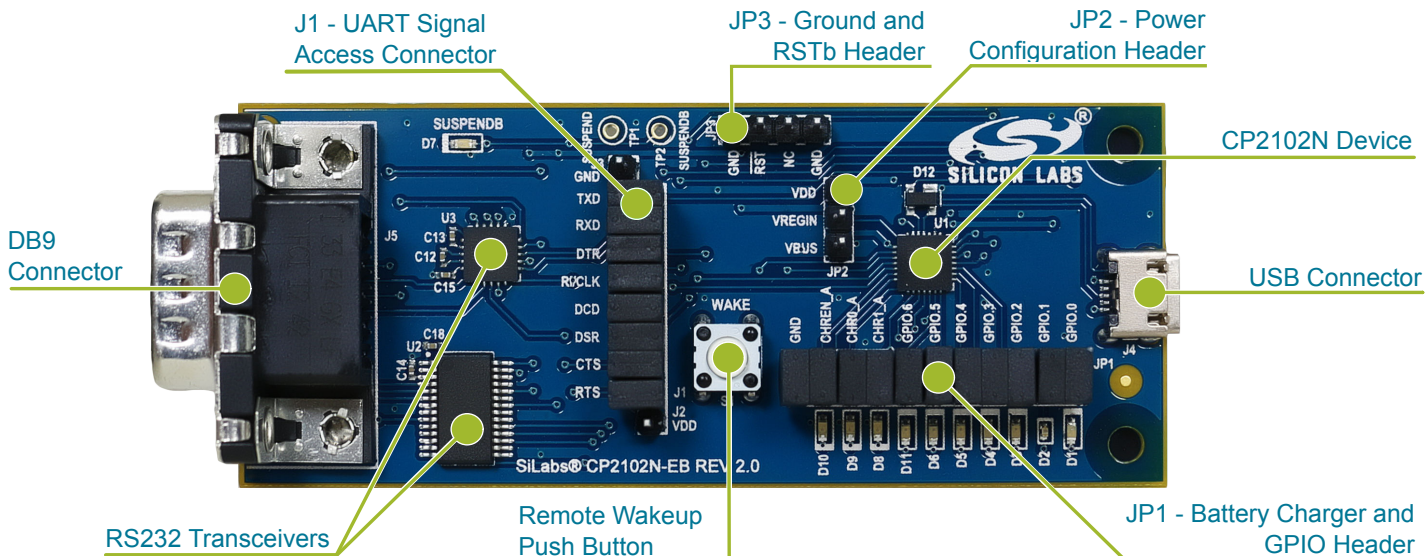 J1 - UART Signal
Access Connector
JP3 - Ground and
RSTb Header
JP2 - Power
Configuration Header
CP2102N Device
DB9
Connector
USB Connector
RS232 Transceivers
Remote Wakeup
Push Button
JP1 - Battery Charger and
GPIO Header
SUSPENDB
D7
SUSPEND
TP1
TP2
SUSPENDB
JP3
GND
RST
NC
GND
®
SILICON LABS
GND
TXD
RXD
DTR
RI/CLK
DCD
DSR
CTS
RTS
J1
J2
VDD
VDD
VREGIN
VBUS
JP2
D12
U1
U3
C13
C12
C15
J5
C18
U2
C14
WAKE
GND
CHREN_A
CHR0_A
CHR1_A
GPIO.6
GPIO.5
GPIO.4
GPIO.3
GPIO.2
GPIO.1
GPIO.0
JP1
J4
D10
D9
D8
D11
D6
D5
D4
D2
D1
SiLabs® CP2102N-EB REV 2.0